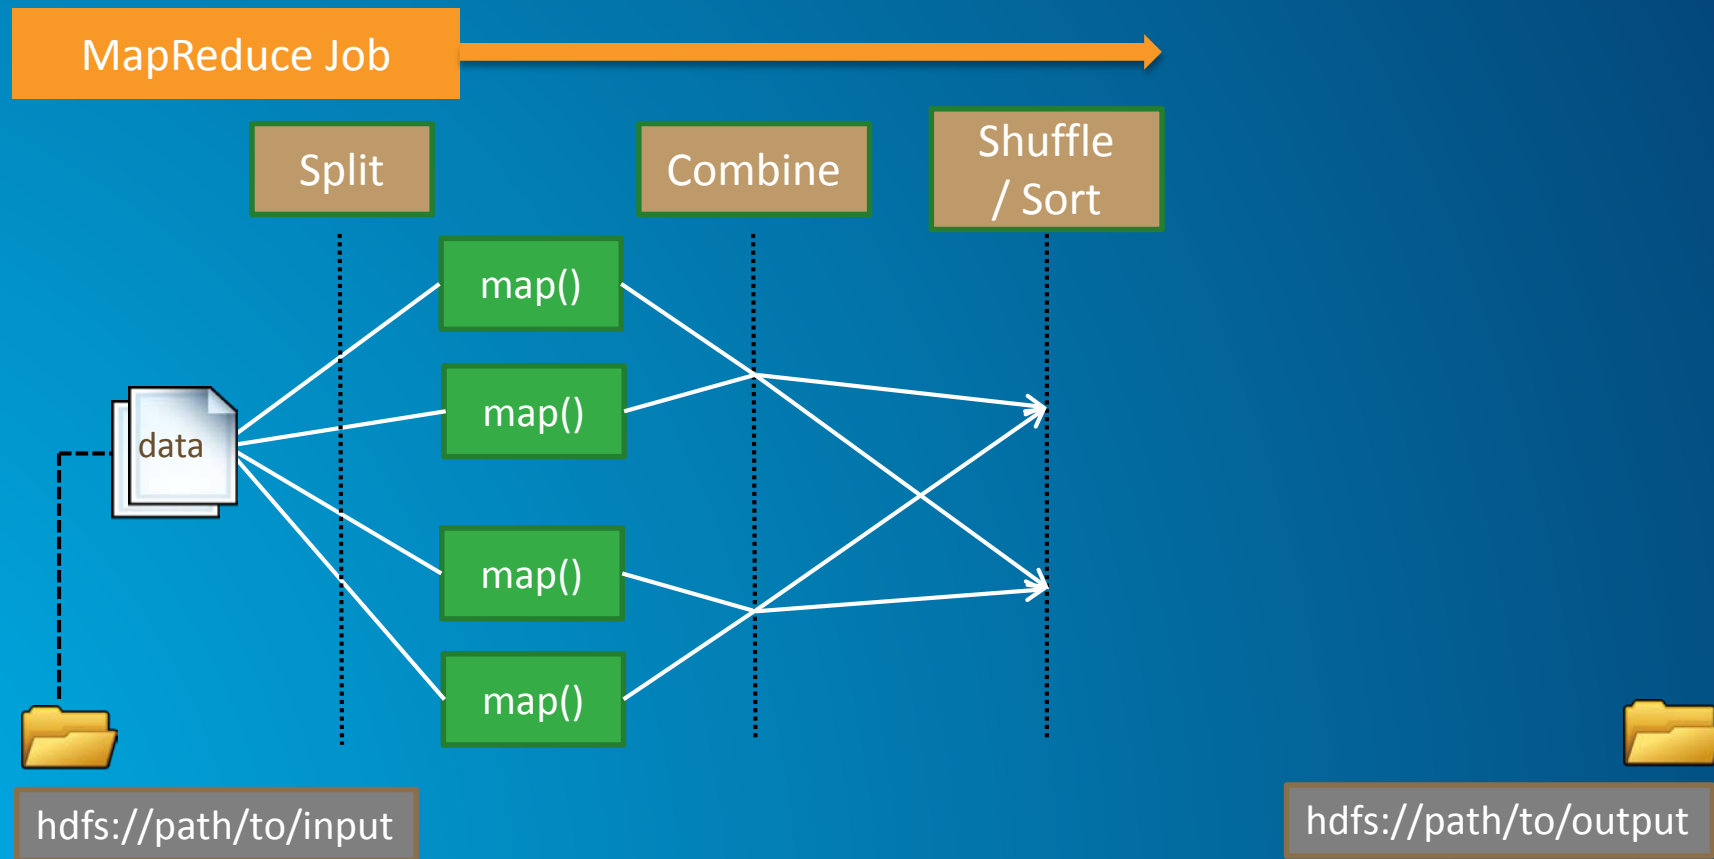 MapReduce Job
Split
Combine
Shuffle
/ Sort
map()
map()
data
map()
map()
hdfs://path/to/input
hdfs://path/to/output